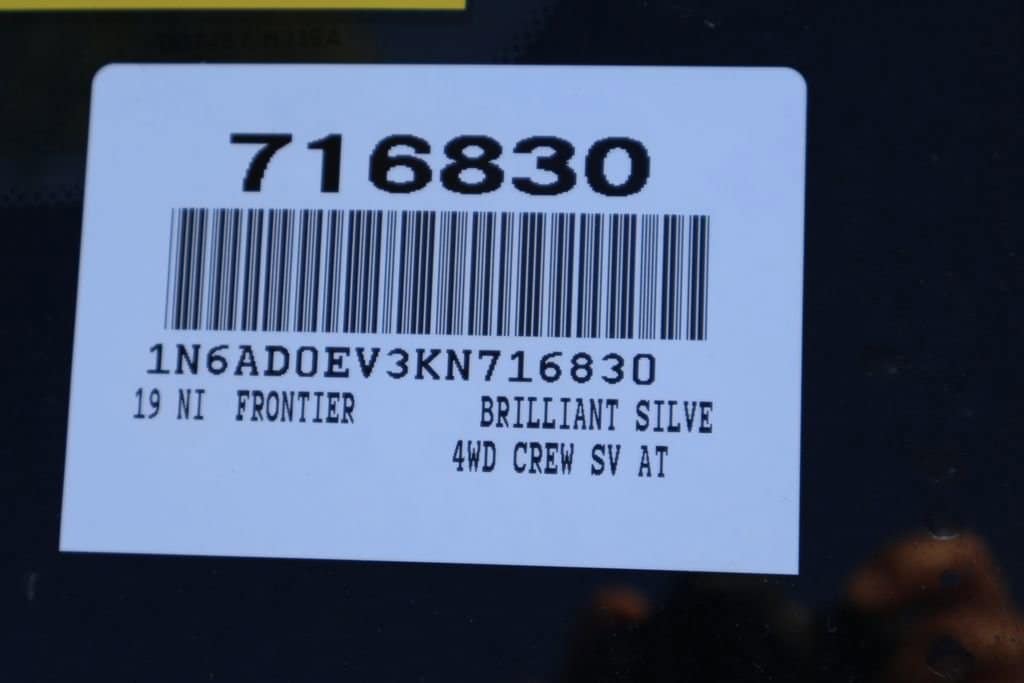 716830
1N6AD0EV3KN716830
19 NI FRONTIER BRILLIANT SILVE
4WD CREW SV AT